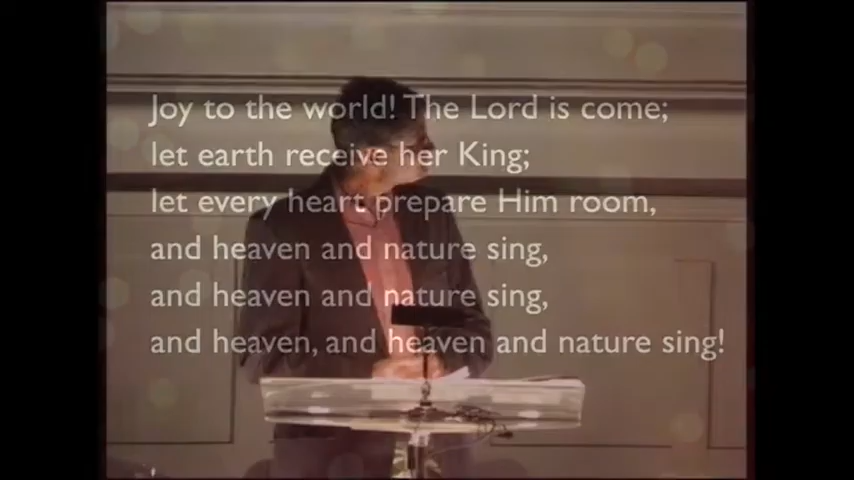 Joy to the world! The Lord is come;
let earth receive her King;
let every heart prepare Him room,
and heaven and nature sing,
and heaven and nature sing,
and heaven, and heaven and nature sing!